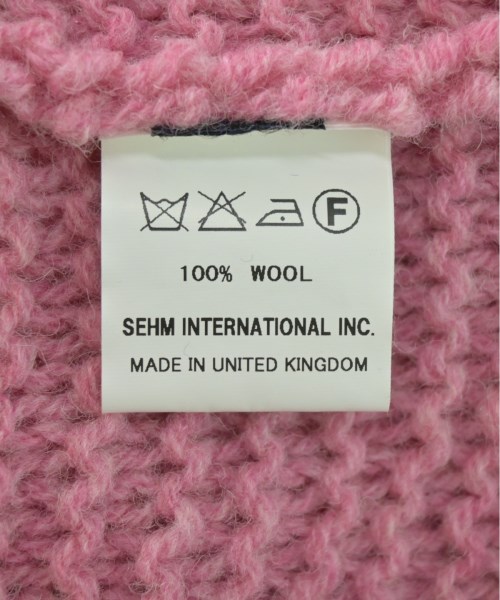 F
100% WOOL
SEHM INTERNATIONAL INC.
MADE IN UNITED KINGDOM